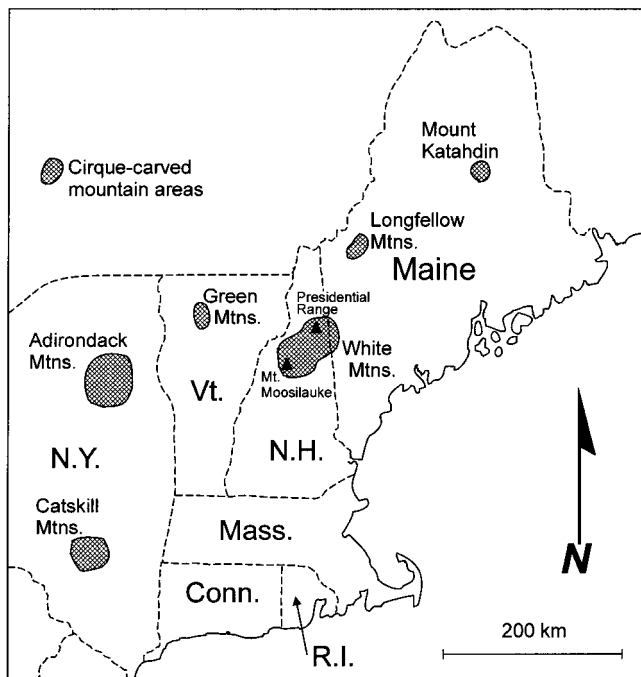 Mount
Katahdin
Cirque-carved
mountain areas
Longfellow
Mtns.
Maine
Green
Mtns.
Presidential
Range
Adirondack
Mtns.
White
Mtns.
Mt.
Moosilauke
Vt.
N.Y.
N.H.
Catskill
Mtns.
Mass.
Conn.
N
200 km
R.I.